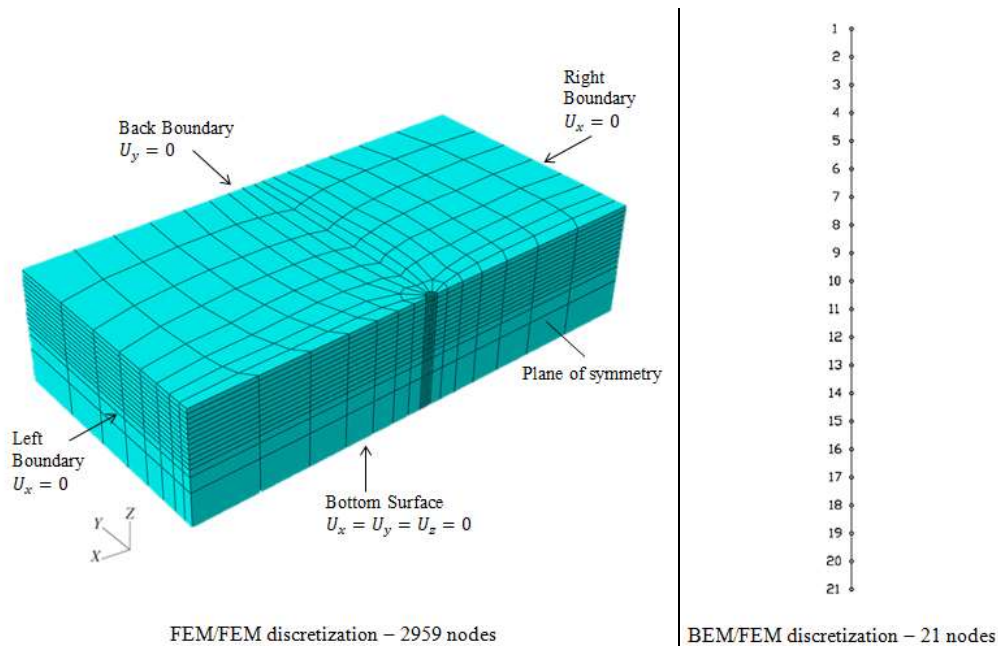 Right
Boundary
U_x = 0
Back Boundary
U_y = 0
Plane of symmetry
Left
Boundary
U_x = 0
Bottom Surface
U_x = U_y = U_z = 0
Z
Y
X
FEM/FEM discretization – 2959 nodes
1
2
3
4
5
6
7
8
9
10
11
12
13
14
15
16
17
18
19
20
21
BEM/FEM discretization – 21 nodes